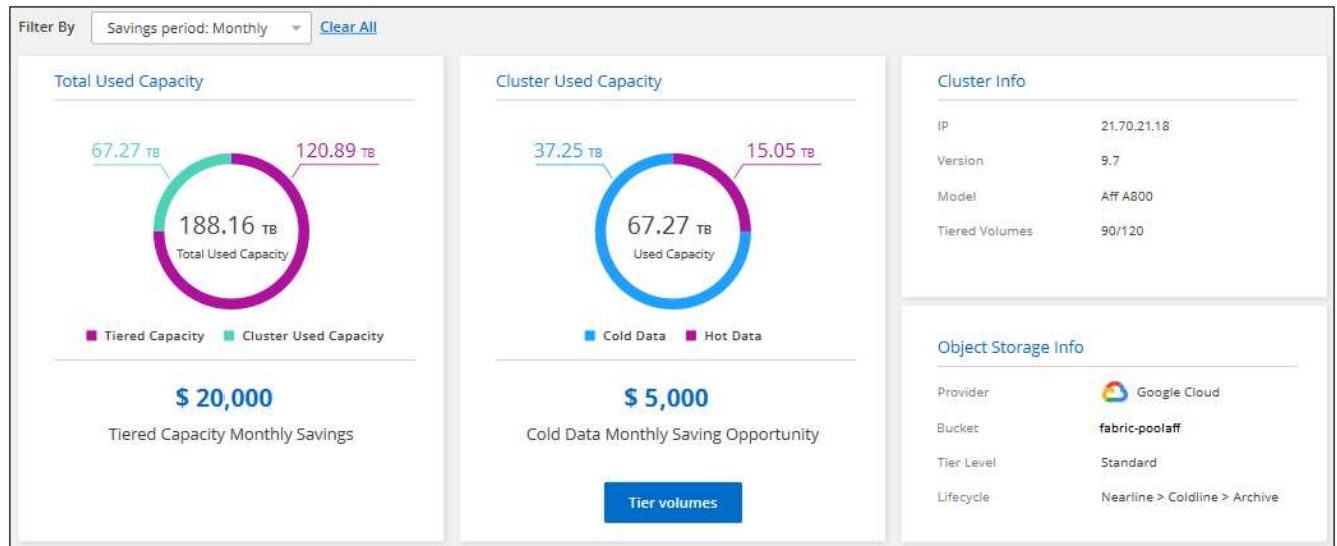 Filter By Savings period: Monthly Clear All
Total Used Capacity
67.27 TB 120.89 TB
188.16 TB
Total Used Capacity
Tiered Capacity Cluster Used Capacity
$ 20,000
Tiered Capacity Monthly Savings
Cluster Used Capacity
37.25 TB 15.05 TB
67.27 TB
Used Capacity
Cold Data Hot Data
$ 5,000
Cold Data Monthly Saving Opportunity
Tier volumes
Cluster Info
IP 21.70.21.18
Version 9.7
Model Aff A800
Tiered Volumes 90/120
Object Storage Info
Provider Google Cloud
Bucket fabric-poolaff
Tier Level Standard
Lifecycle Nearline > Coldline > Archive